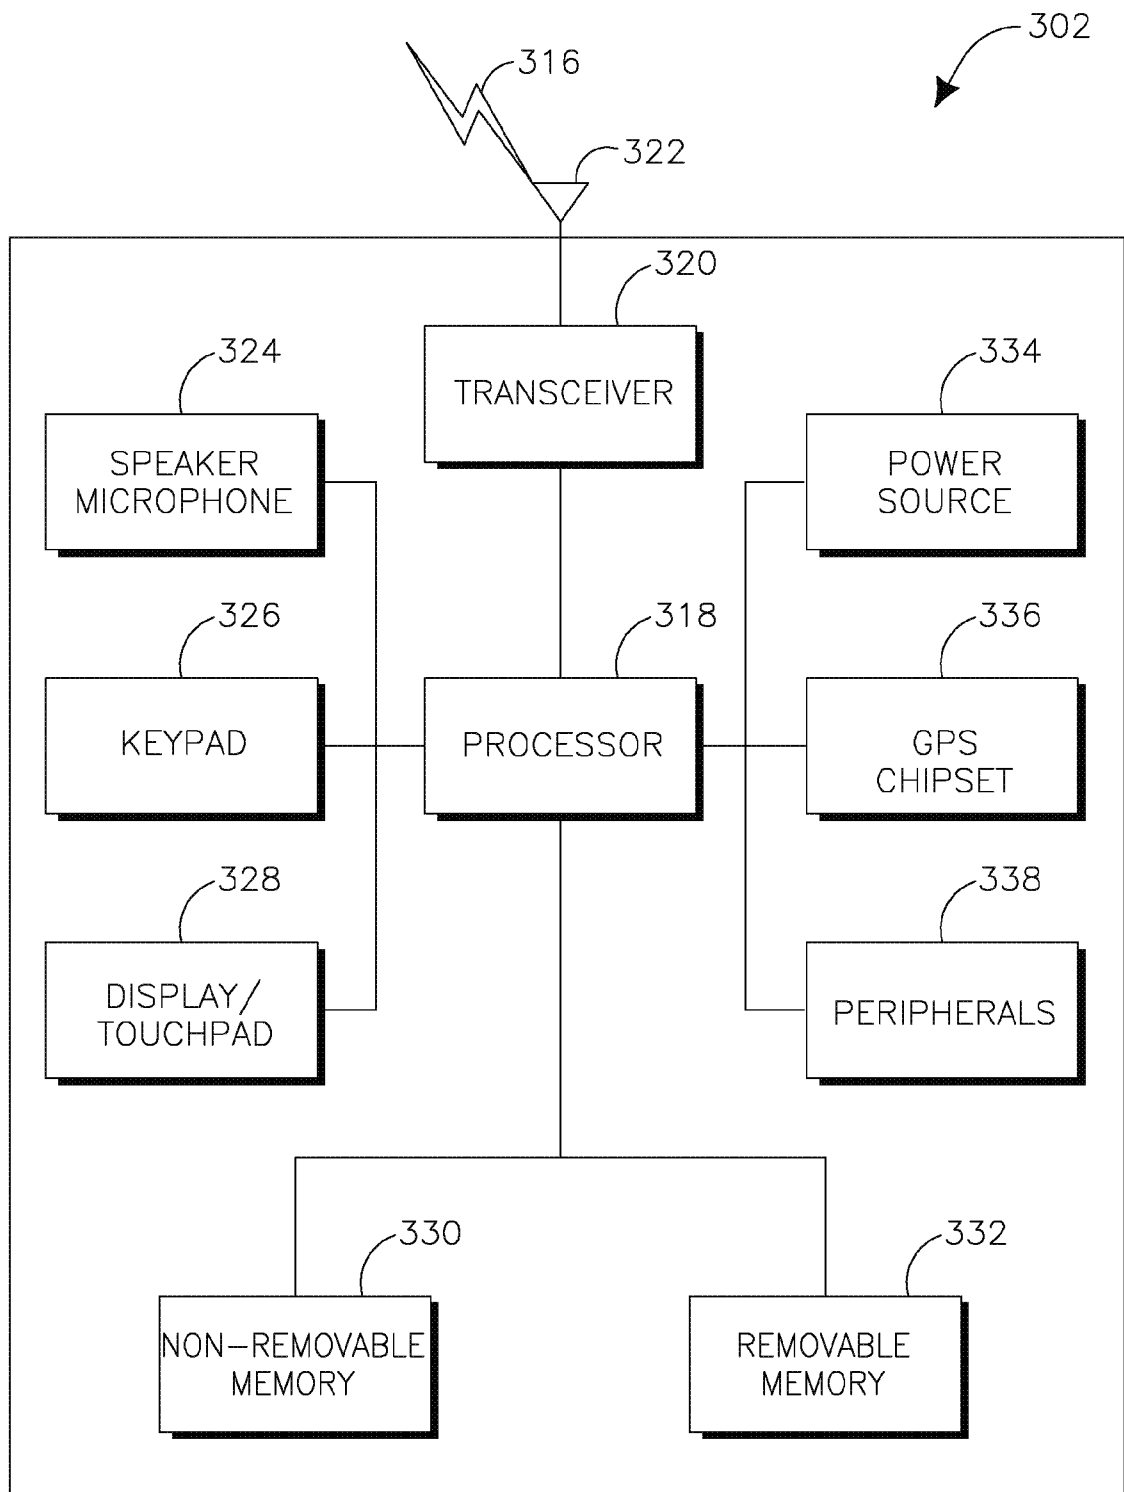 302
316
322
320
324
334
TRANSCEIVER
SPEAKER
MICROPHONE
POWER
SOURCE
326
318
336
KEYPAD
PROCESSOR
GPS
CHIPSET
328
338
DISPLAY/
TOUCHPAD
PERIPHERALS
330
332
NON-REMOVABLE
MEMORY
REMOVABLE
MEMORY